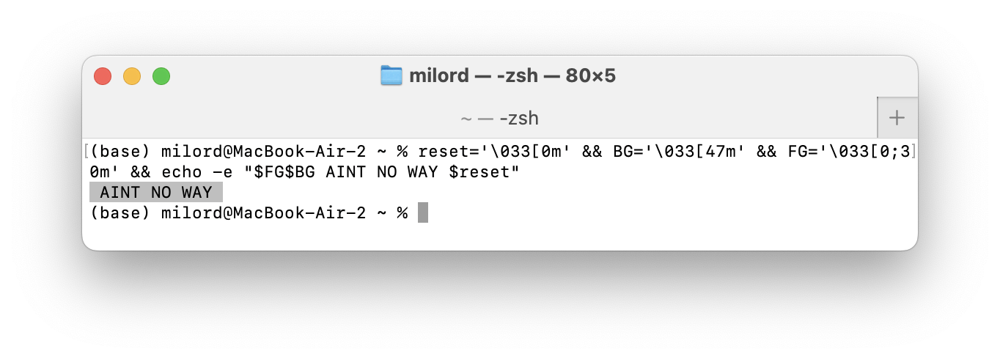 milord — -zsh — 80×5
~ — -zsh
[(base) milord@MacBook-Air-2 ~ % reset='\033[0m' && BG='\033[47m' && FG='\033[0;3]
0m' && echo -e "$FG$BG AINT NO WAY $reset"
AINT NO WAY
(base) milord@MacBook-Air-2 ~ %